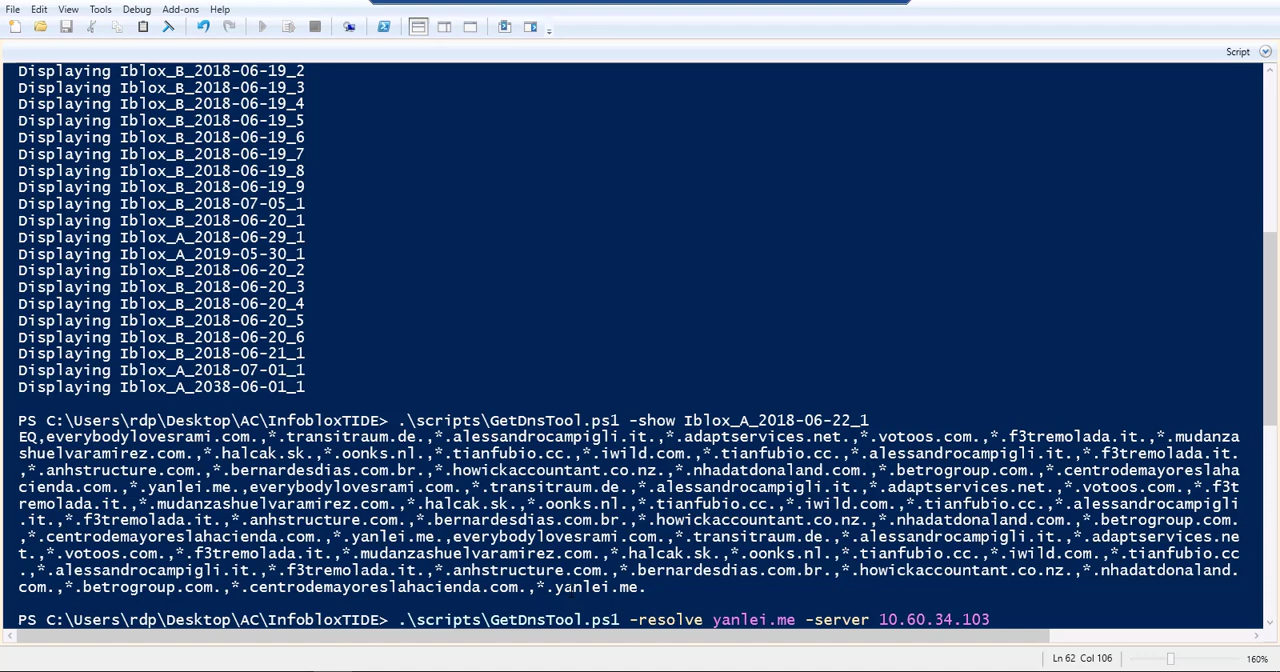 File Edit View Tools Debug Add-ons Help
Script
Displaying Iblox_B_2018-06-19_2
Displaying Iblox_B_2018-06-19_3
Displaying Iblox_B_2018-06-19_4
Displaying Iblox_B_2018-06-19_5
Displaying Iblox_B_2018-06-19_6
Displaying Iblox_B_2018-06-19_7
Displaying Iblox_B_2018-06-19_8
Displaying Iblox_B_2018-06-19_9
Displaying Iblox_B_2018-07-05_1
Displaying Iblox_B_2018-06-20_1
Displaying Iblox_A_2018-06-29_1
Displaying Iblox_A_2019-05-30_1
Displaying Iblox_B_2018-06-20_2
Displaying Iblox_B_2018-06-20_3
Displaying Iblox_B_2018-06-20_4
Displaying Iblox_B_2018-06-20_5
Displaying Iblox_B_2018-06-20_6
Displaying Iblox_B_2018-06-21_1
Displaying Iblox_A_2018-07-01_1
Displaying Iblox_A_2038-06-01_1
PS C:\Users\rdp\Desktop\AC\InfobloxTIDE> .\scripts\GetDnsTool.ps1 -show Iblox_A_2018-06-22_1
EQ,everybodylovesrami.com.,*.transitraum.de.,*.alessandrocampigli.it.,*.adaptservices.net.,*.votoos.com.,*.f3tremolada.it.,*.mudanza
shuelvaramirez.com.,*.halcak.sk.,*.oonks.nl.,*.tianfubio.cc.,*.iwild.com.,*.tianfubio.cc.,*.alessandrocampigli.it.,*.f3tremolada.it.
,*.anhstructure.com.,*.bernardesdias.com.br.,*.howickaccountant.co.nz.,*.nhadatdonaland.com.,*.betrogroup.com.,*.centrodemayoreslaha
cienda.com.,*.yanlei.me.,everybodylovesrami.com.,*.transitraum.de.,*.alessandrocampigli.it.,*.adaptservices.net.,*.votoos.com.,*.f3t
remolada.it.,*.mudanzashuelvaramirez.com.,*.halcak.sk.,*.oonks.nl.,*.tianfubio.cc.,*.iwild.com.,*.tianfubio.cc.,*.alessandrocampigli
.it.,*.f3tremolada.it.,*.anhstructure.com.,*.bernardesdias.com.br.,*.howickaccountant.co.nz.,*.nhadatdonaland.com.,*.betrogroup.com.
,*.centrodemayoreslahacienda.com.,*.yanlei.me.,everybodylovesrami.com.,*.transitraum.de.,*.alessandrocampigli.it.,*.adaptservices.ne
t.,*.votoos.com.,*.f3tremolada.it.,*.mudanzashuelvaramirez.com.,*.halcak.sk.,*.oonks.nl.,*.tianfubio.cc.,*.iwild.com.,*.tianfubio.cc
.,*.alessandrocampigli.it.,*.f3tremolada.it.,*.anhstructure.com.,*.bernardesdias.com.br.,*.howickaccountant.co.nz.,*.nhadatdonaland.
com.,*.betrogroup.com.,*.centrodemayoreslahacienda.com.,*.yanlei.me.
PS C:\Users\rdp\Desktop\AC\InfobloxTIDE> .\scripts\GetDnsTool.ps1 -resolve yanlei.me -server 10.60.34.103
Ln 62 Col 106 160%